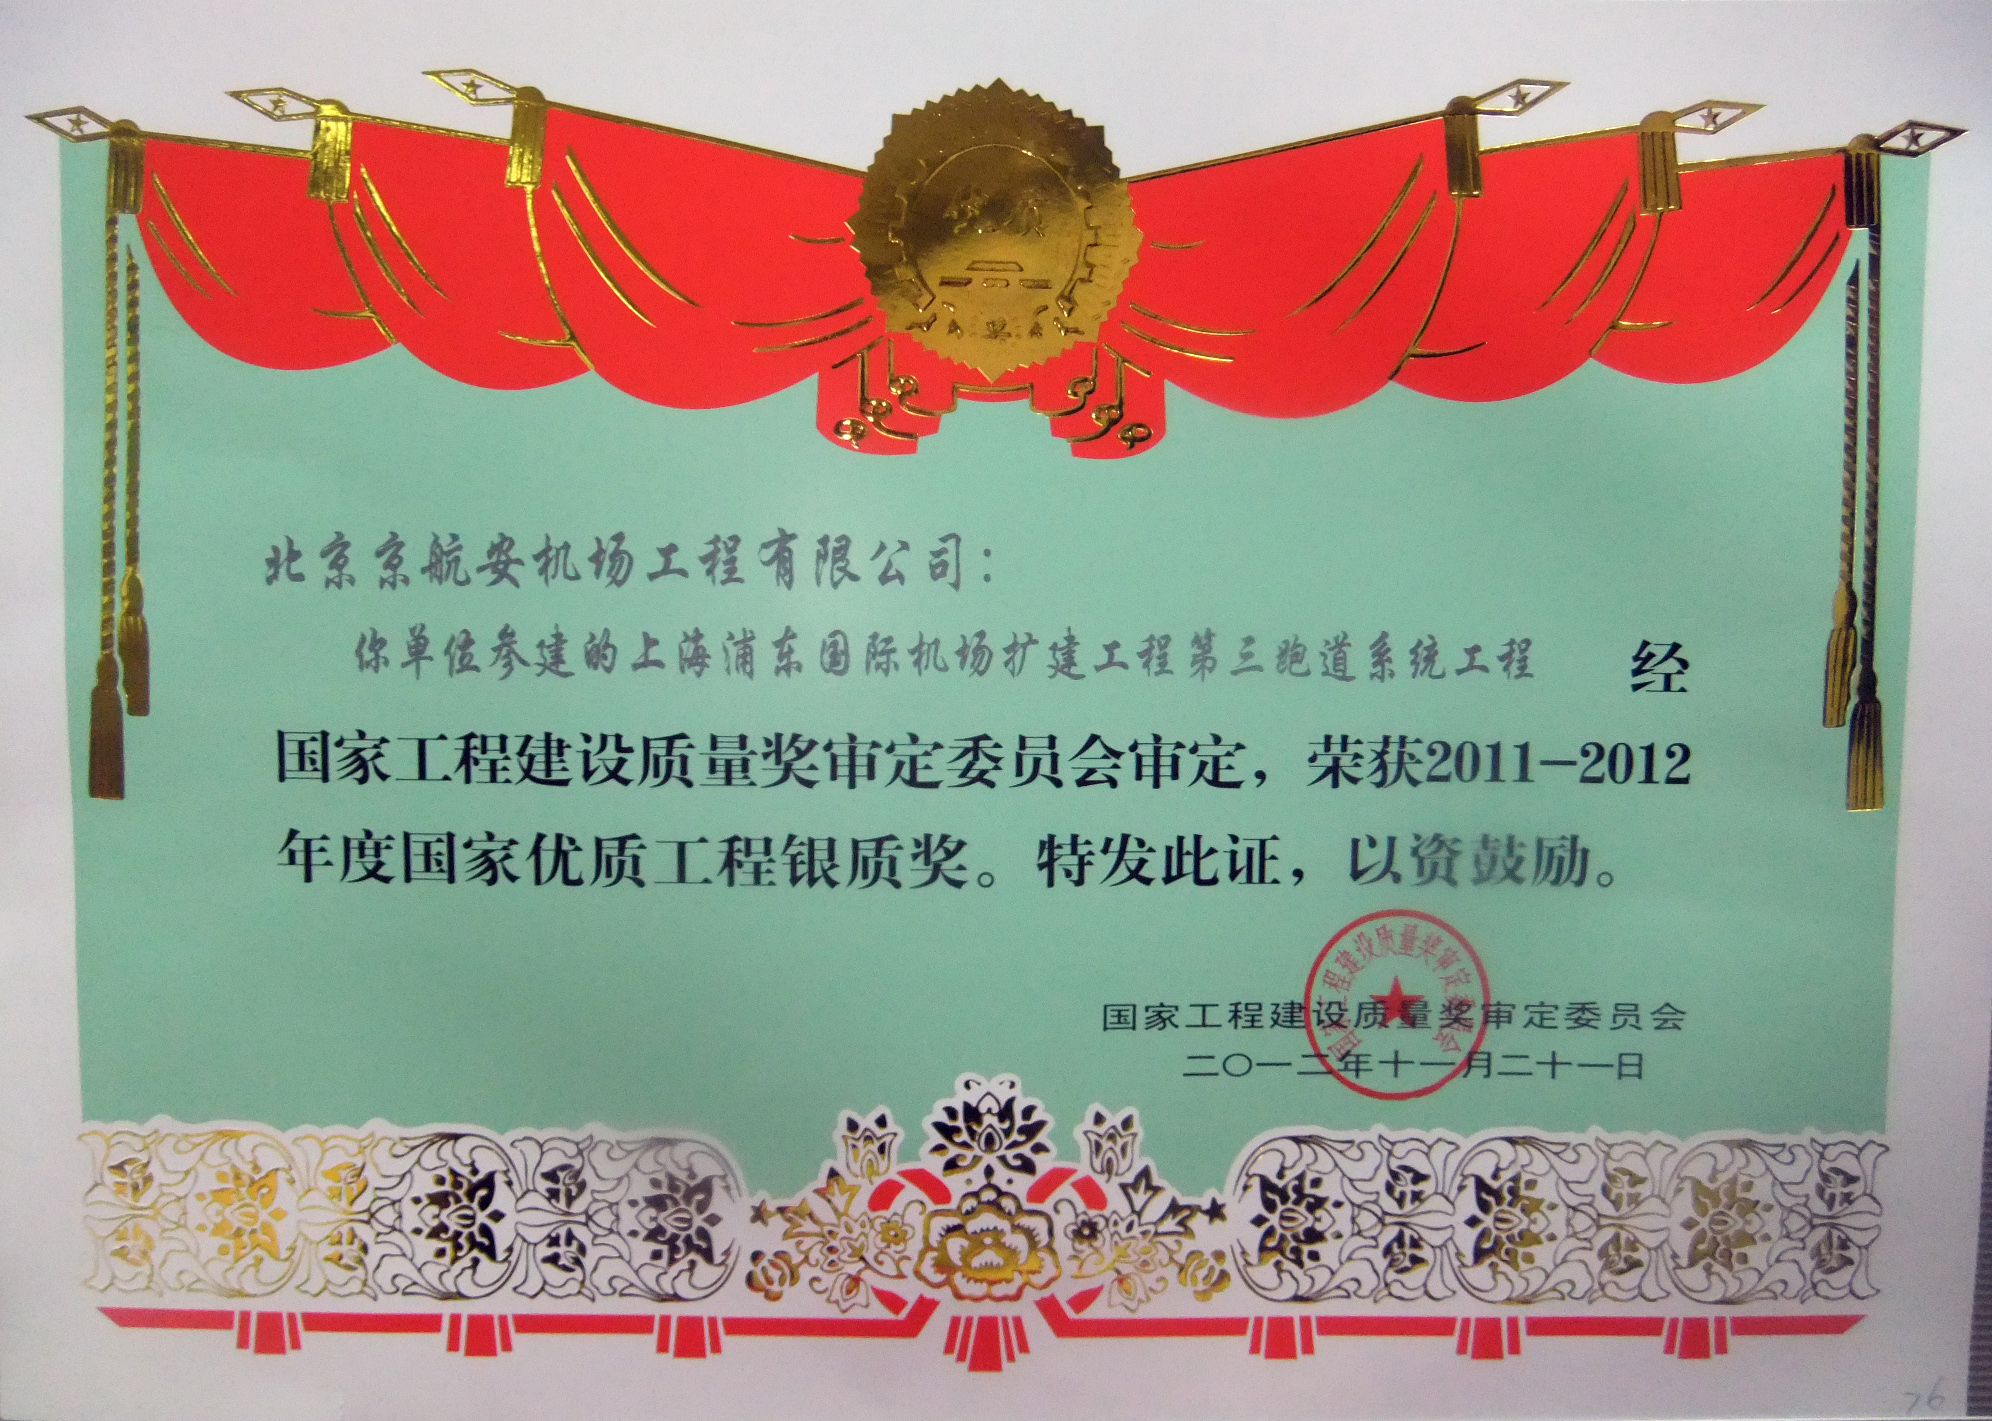 优质
北京京航安机场工程有限公司：
你单位参建的上海浦东国际机场扩建工程第三跑道系统工程 经
国家工程建设质量奖审定委员会审定，荣获2011-2012
年度国家优质工程银质奖。特发此证，以资鼓励。
国家工程建设质量奖审定委员会
国家工程建设质量奖审定委员会
二〇一二年十一月二十一日
76